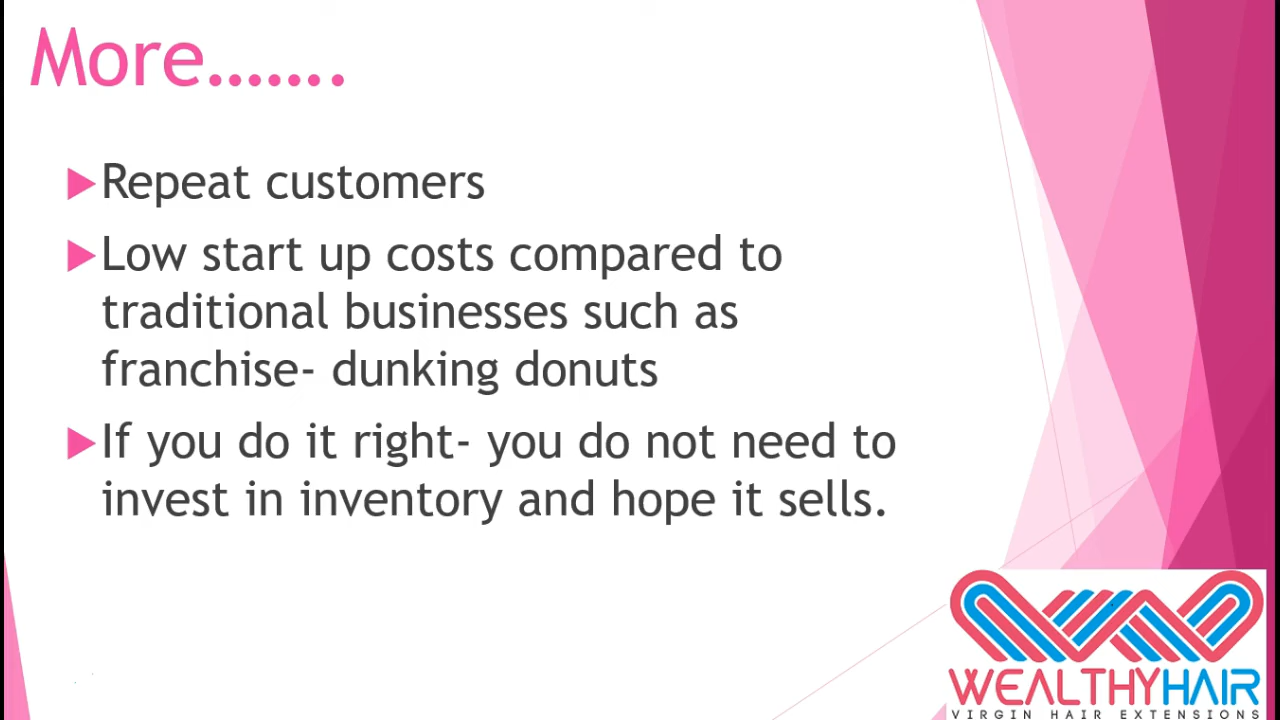 More.......
Repeat customers
Low start up costs compared to
traditional businesses such as
franchise- dunking donuts
If you do it right- you do not need to
invest in inventory and hope it sells.
WEALTHYHAIR
VIRGIN HAIR EXTENSIONS